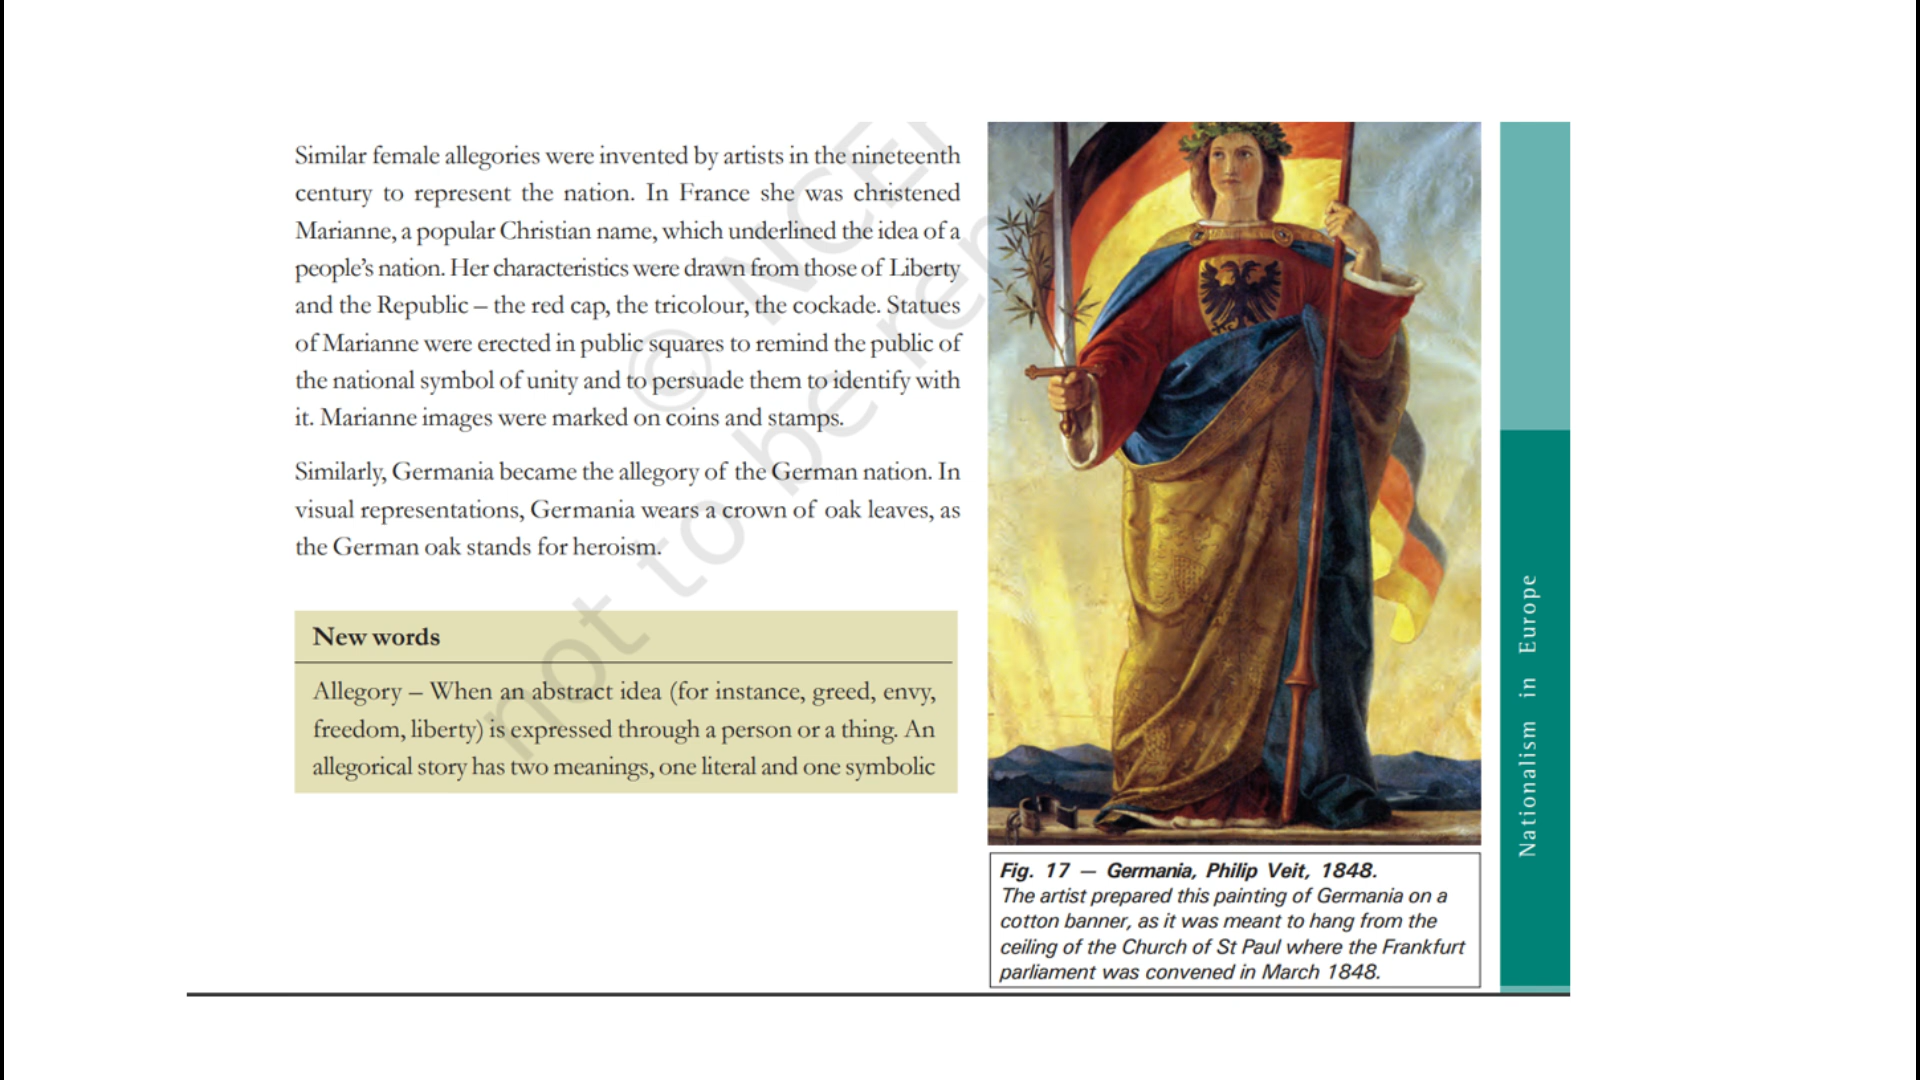 Similar female allegories were invented by artists in the nineteenth
century to represent the nation. In France she was christened
Marianne, a popular Christian name, which underlined the idea of a
people's nation. Her characteristics were drawn from those of Liberty
and the Republic – the red cap, the tricolour, the cockade. Statues
of Marianne were erected in public squares to remind the public of
the national symbol of unity and to persuade them to identify with
it. Marianne images were marked on coins and stamps.
Similarly, Germania became the allegory of the German nation. In
visual representations, Germania wears a crown of oak leaves, as
the German oak stands for heroism.
New words
Allegory – When an abstract idea (for instance, greed, envy,
freedom, liberty) is expressed through a person or a thing. An
allegorical story has two meanings, one literal and one symbolic
Fig. 17 — Germania, Philip Veit, 1848.
The artist prepared this painting of Germania on a
cotton banner, as it was meant to hang from the
ceiling of the Church of St Paul where the Frankfurt
parliament was convened in March 1848.
Nationalism in Europe
© NCE
not to be rep